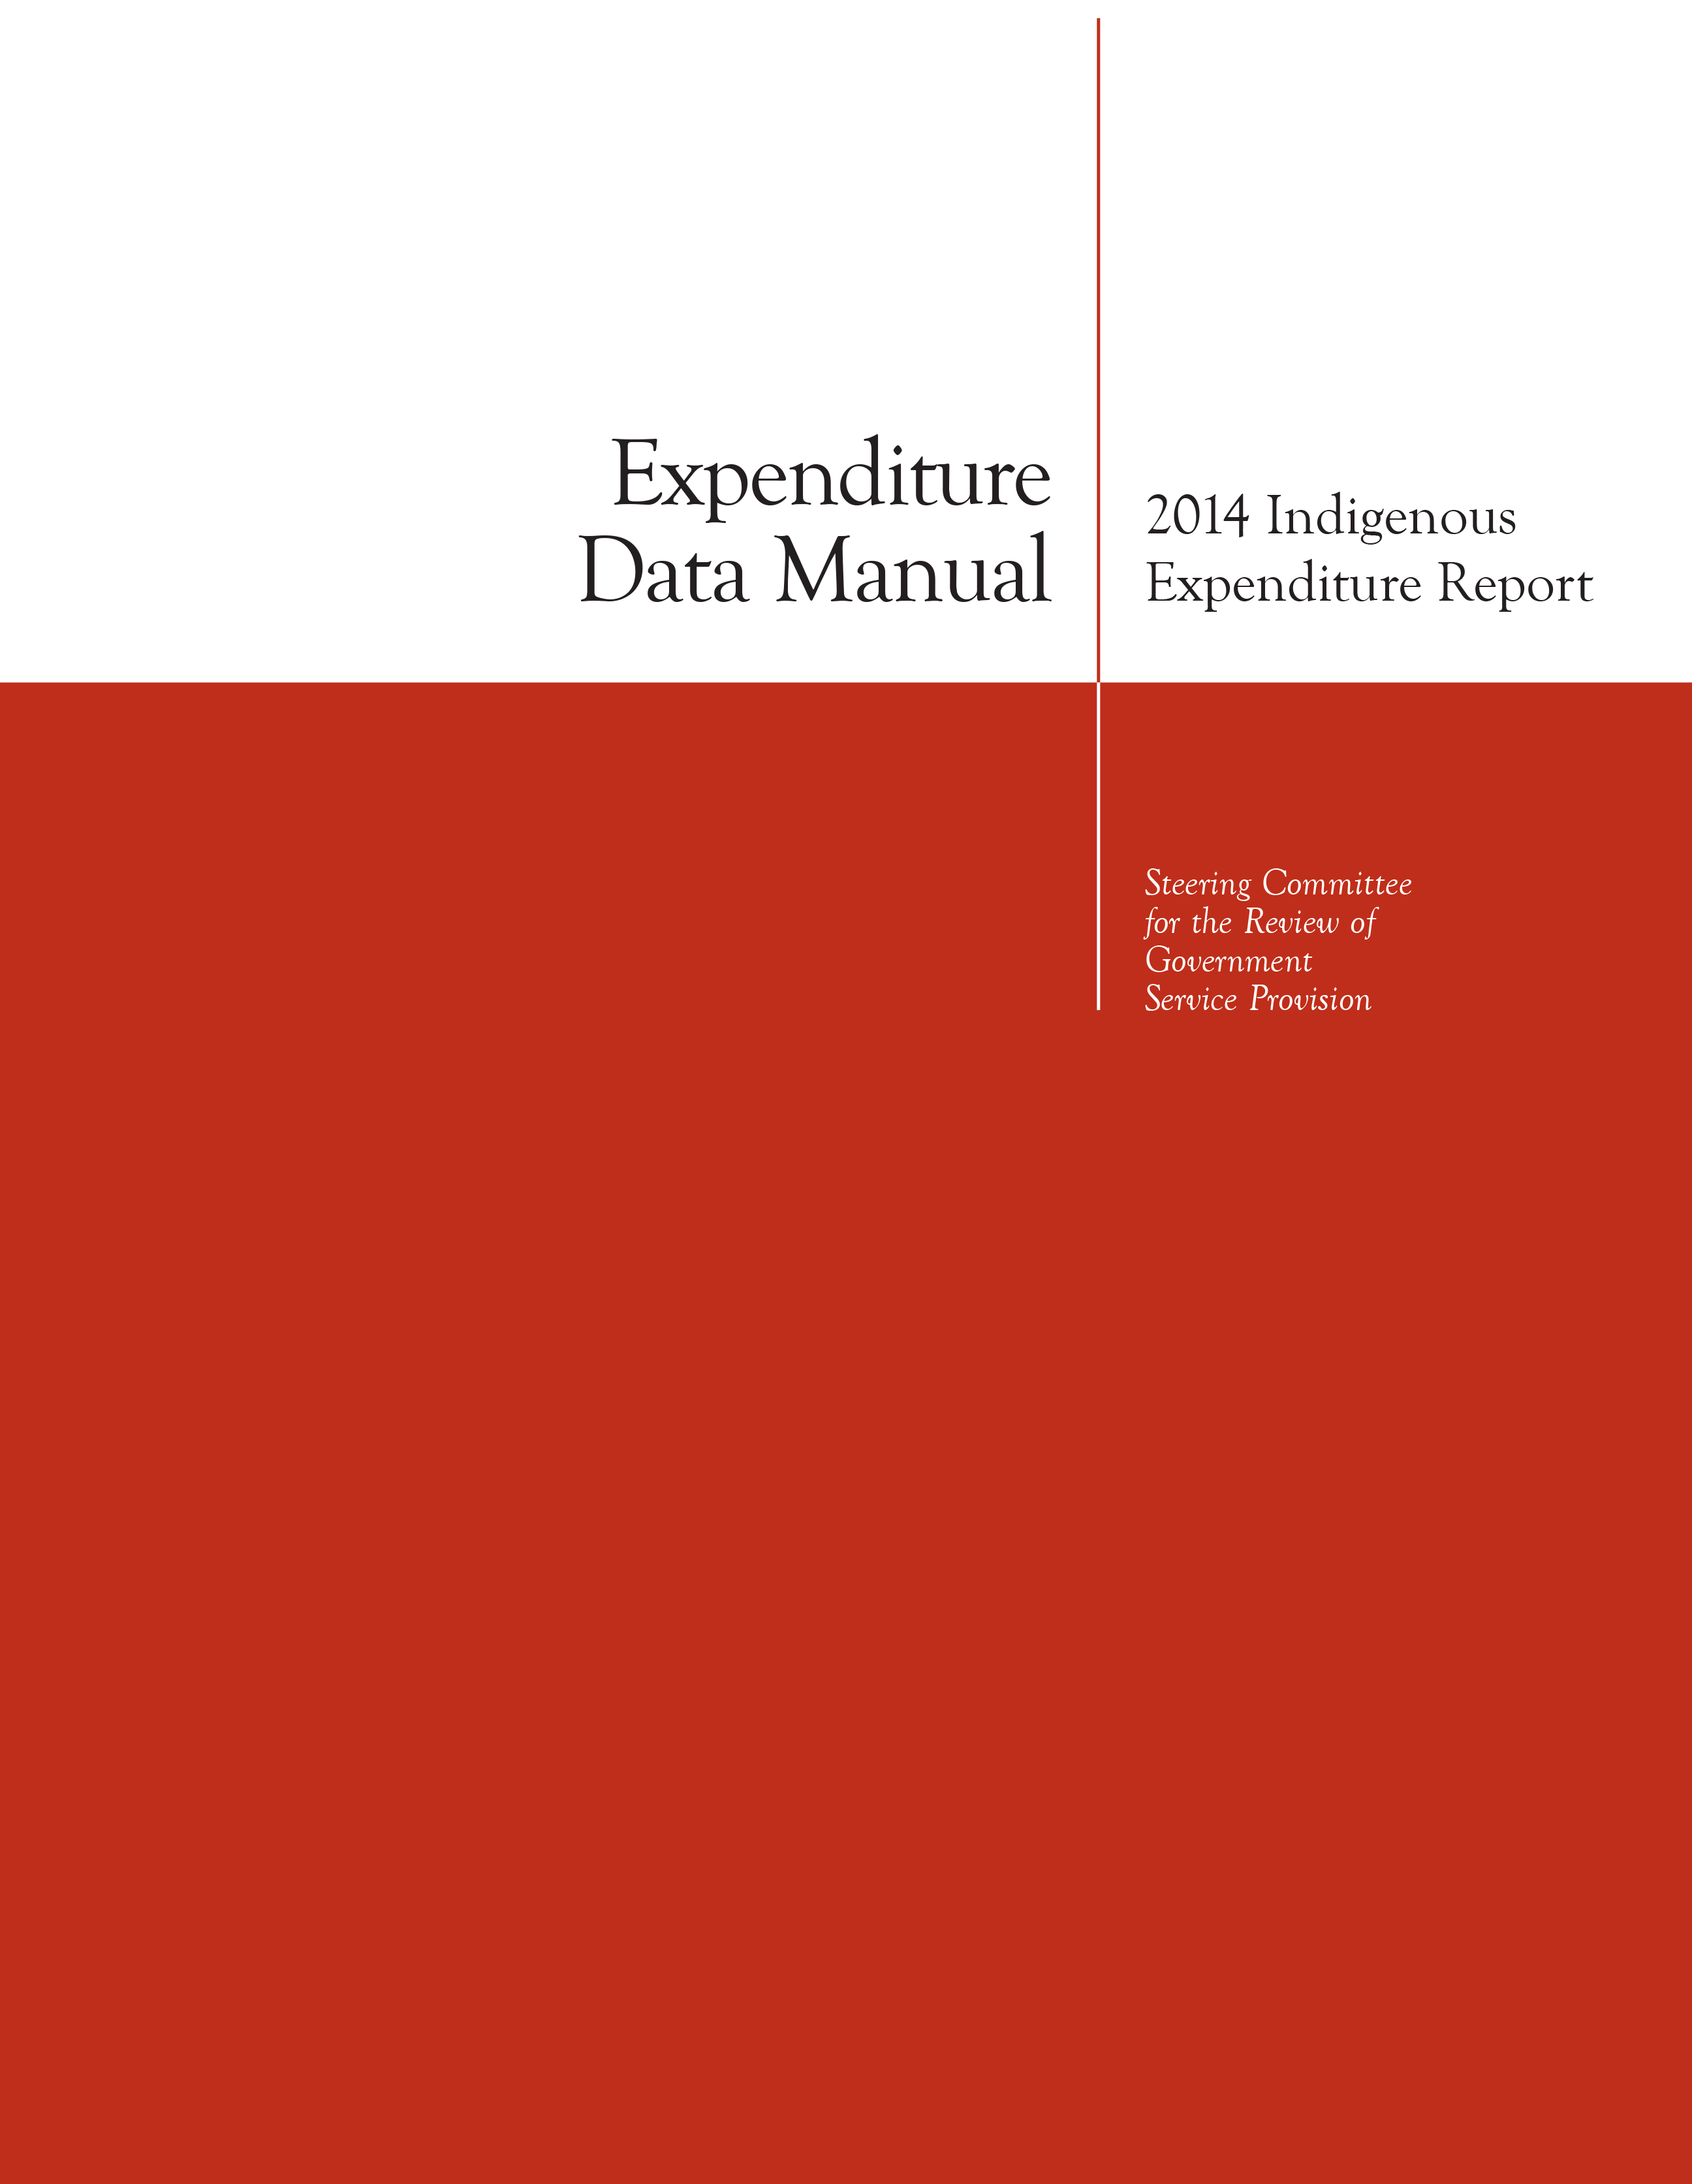 Expenditure
Data Manual
2014 Indigenous
Expenditure Report
Steering Committee
for the Review of
Government
Service Provision